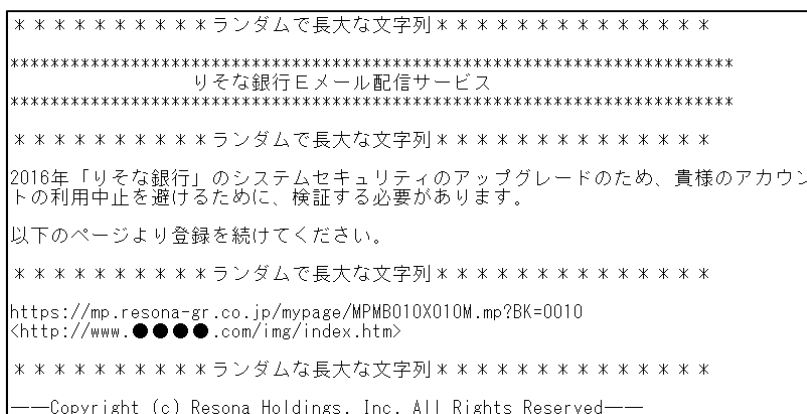 ＊＊＊＊＊＊＊＊＊＊ランダムで長大な文字列＊＊＊＊＊＊＊＊＊＊＊＊＊＊
************************************************************************
りそな銀行Ｅメール配信サービス
************************************************************************
＊＊＊＊＊＊＊＊＊＊ランダムで長大な文字列＊＊＊＊＊＊＊＊＊＊＊＊＊＊
2016年「りそな銀行」のシステムセキュリティのアップグレードのため、貴様のアカウン
トの利用中止を避けるために、検証する必要があります。
以下のページより登録を続けてください。
＊＊＊＊＊＊＊＊＊＊ランダムで長大な文字列＊＊＊＊＊＊＊＊＊＊＊＊＊＊
https://mp.resona-gr.co.jp/mypage/MPMB010X010M.mp?BK=0010
<http://www.●●●●.com/img/index.htm>
＊＊＊＊＊＊＊＊＊＊ランダムな長大な文字列＊＊＊＊＊＊＊＊＊＊＊＊＊＊
――Copyright (c) Resona Holdings, Inc. All Rights Reserved――